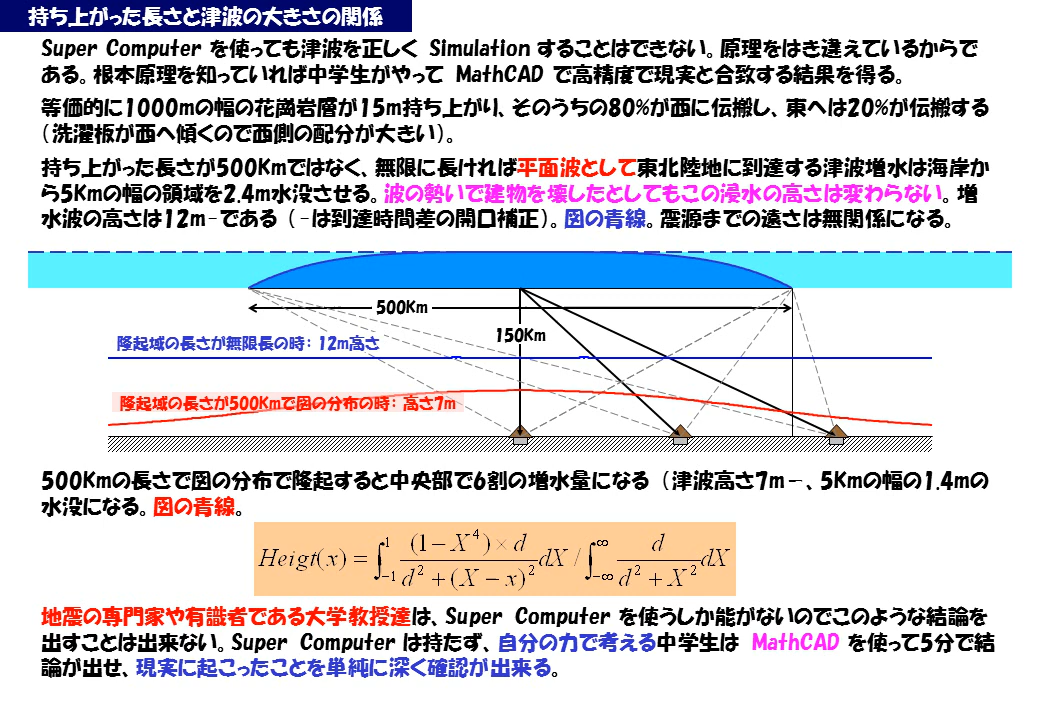 持ち上がった長さと津波の大きさの関係
Super Computer を使っても津波を正しく Simulation することはできない。原理をはき違えているからで
ある。根本原理を知っていれば中学生がやって MathCAD で高精度で現実と合致する結果を得る。
等価的に1000mの幅の花崗岩層が15m持ち上がり、そのうちの80%が西に伝搬し、東へは20%が伝搬する
（洗濯板が西へ傾くので西側の配分が大きい）。
持ち上がった長さが500Kmではなく、無限に長ければ平面波として東北陸地に到達する津波増水は海岸か
ら5Kmの幅の領域を2.4m水没させる。波の勢いで建物を壊したとしてもこの浸水の高さは変わらない。増
水波の高さは12m-である（-は到達時間差の開口補正）。図の青線。震源までの遠さは無関係になる。
500Km
150Km
隆起域の長さが無限長の時：12m高さ
隆起域の長さが500Kmで図の分布の時：高さ7m
500Kmの長さで図の分布で隆起すると中央部で6割の増水量になる（津波高さ7m－、5Kmの幅の1.4mの
水没になる。図の青線。
Heigt(x) = ∫_{-1}^{1} \frac{(1-X^4)×d}{d^2+(X-x)^2}dX / ∫_{-∞}^{∞} \frac{d}{d^2+X^2}dX
地震の専門家や有識者である大学教授達は、Super Computer を使うしか能がないのでこのような結論を
出すことは出来ない。Super Computer は持たず、自分の力で考える中学生は MathCAD を使って5分で結
論が出せ、現実に起こったことを単純に深く確認が出来る。